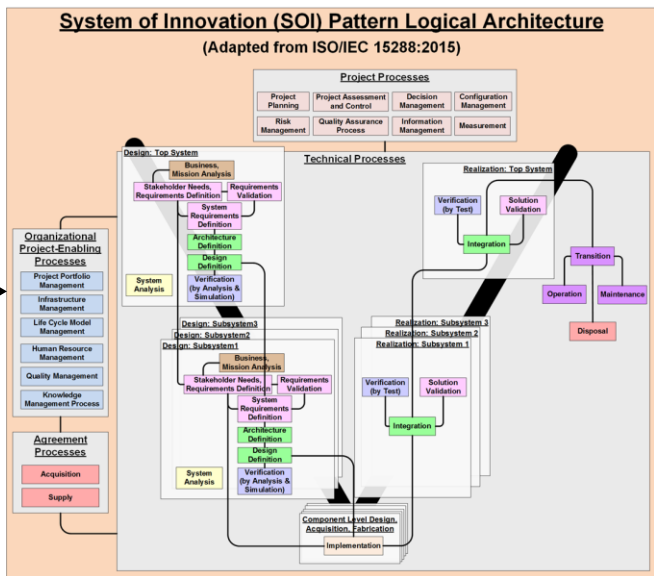 System of Innovation (SOI) Pattern Logical Architecture
(Adapted from ISO/IEC 15288:2015)
Project Processes
Project
Planning
Project Assessment
and Control
Decision
Management
Configuration
Management
Risk
Management
Quality Assurance
Process
Information
Management
Measurement
Technical Processes
Design: Top System
Business,
Mission Analysis
Stakeholder Needs,
Requirements Definition
Requirements
Validation
System
Requirements
Definition
Architecture
Definition
Design
Definition
System
Analysis
Verification
(by Analysis &
Simulation)
Realization: Top System
Verification
(by Test)
Solution
Validation
Integration
Transition
Operation
Maintenance
Disposal
Organizational
Project-Enabling
Processes
Project Portfolio
Management
Infrastructure
Management
Life Cycle Model
Management
Human Resource
Management
Quality Management
Knowledge
Management Process
Agreement
Processes
Acquisition
Supply
Design: Subsystem3
Design: Subsystem2
Design: Subsystem1
Business,
Mission Analysis
Stakeholder Needs,
Requirements Definition
Requirements
Validation
System
Requirements
Definition
Architecture
Definition
Design
Definition
System
Analysis
Verification
(by Analysis &
Simulation)
Realization: Subsystem 3
Realization: Subsystem 2
Realization: Subsystem 1
Verification
(by Test)
Solution
Validation
Integration
Component Level Design,
Acquisition, Fabrication
Implementation